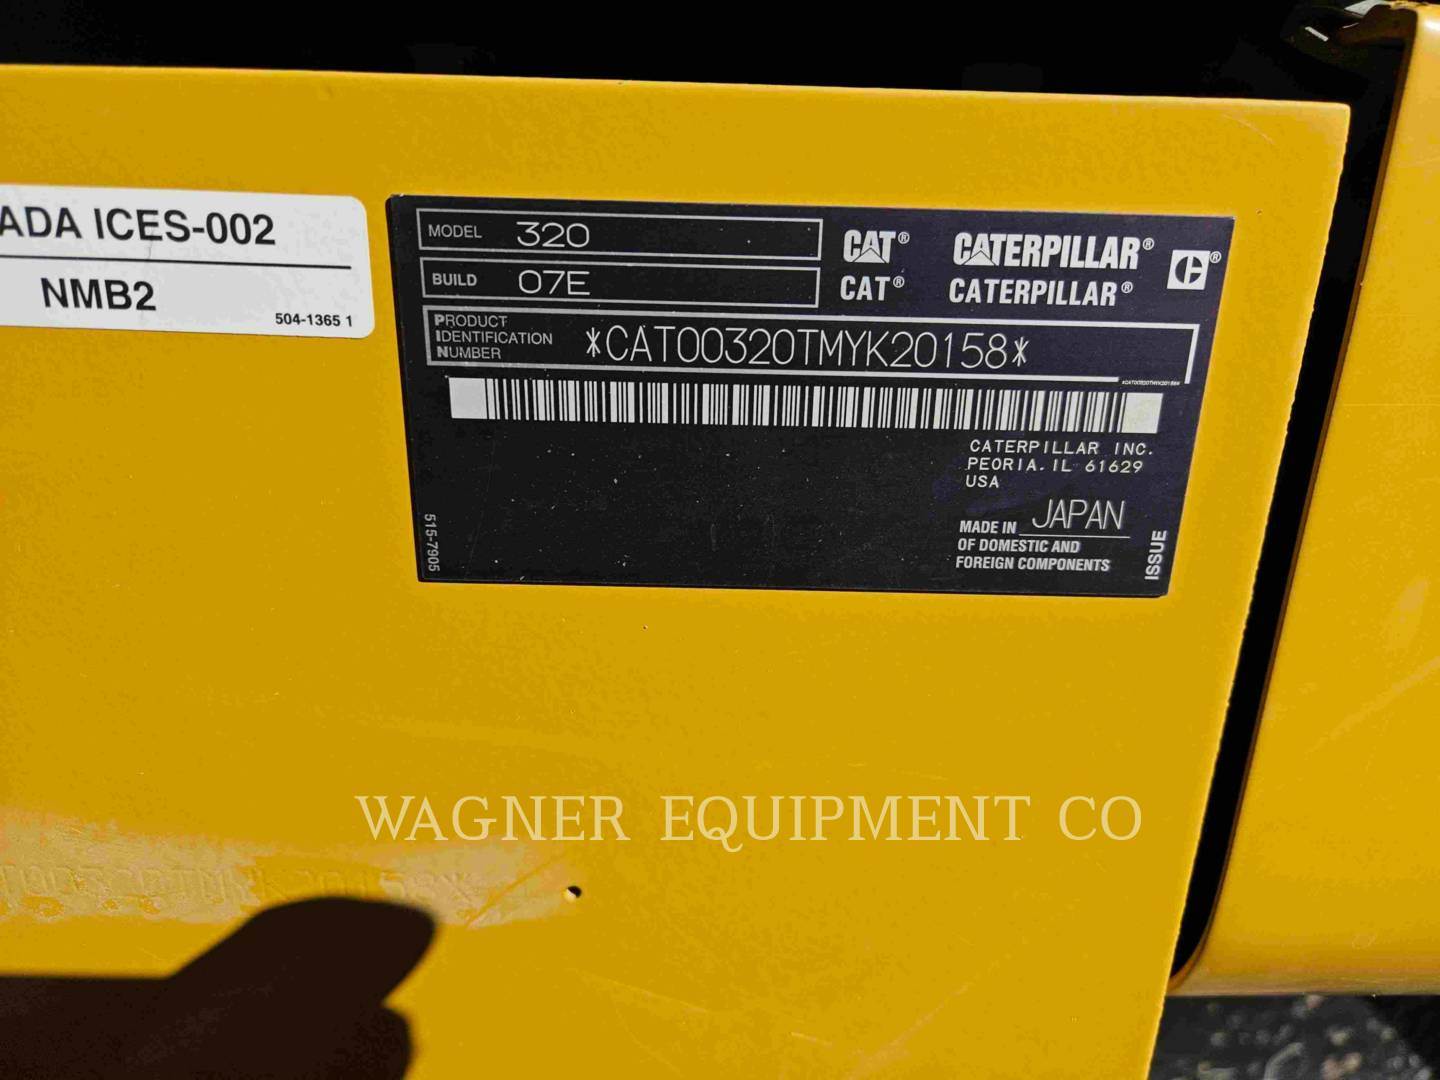 ADA ICES-002
NMB2
504-1365 1
MODEL 320
BUILD 07E
CAT® CATERPILLAR® ®
CAT® CATERPILLAR®
PRODUCT
IDENTIFICATION
NUMBER
*CAT00320TMYK20158*
*CAT00320TMYK20158*
CATERPILLAR INC.
PEORIA. IL 61629
USA
MADE IN JAPAN
OF DOMESTIC AND
FOREIGN COMPONENTS
515-7905
ISSUE
WAGNER EQUIPMENT CO
T00320TMYK20158*